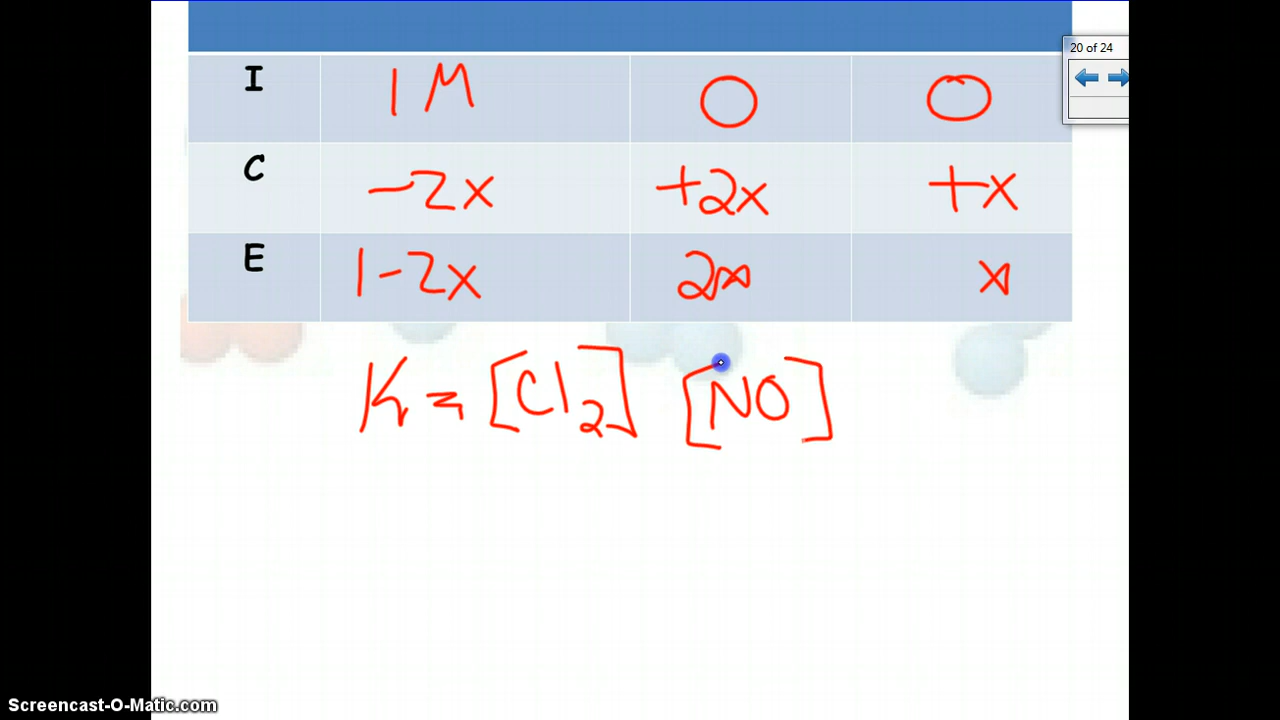 20 of 24
I 1 M O O
C -2x +2x +x
E 1-2x 2x x
K = [Cl2] [NO]
Screencast-O-Matic.com